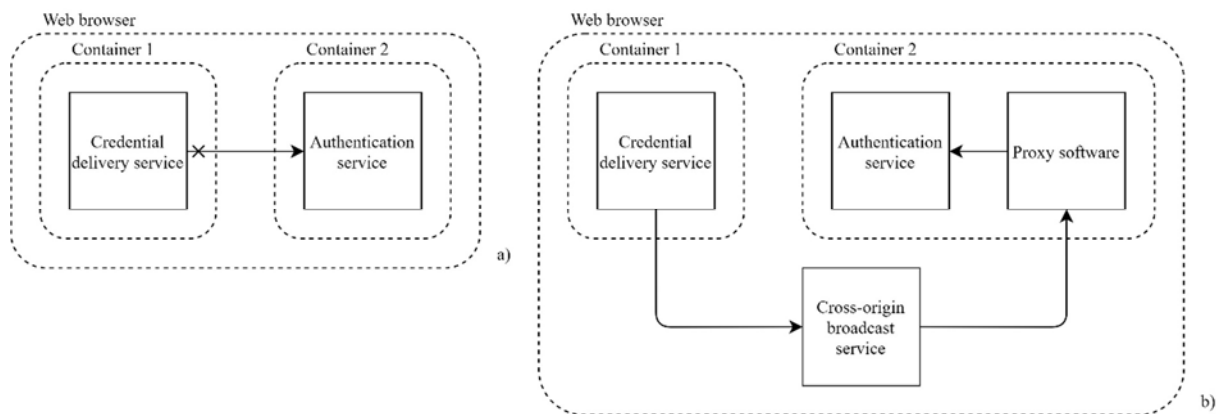 Web browser
Container 1
Container 2
Credential
delivery service
Authentication
service
a)
Web browser
Container 1
Container 2
Credential
delivery service
Authentication
service
Proxy software
Cross-origin
broadcast
service
b)